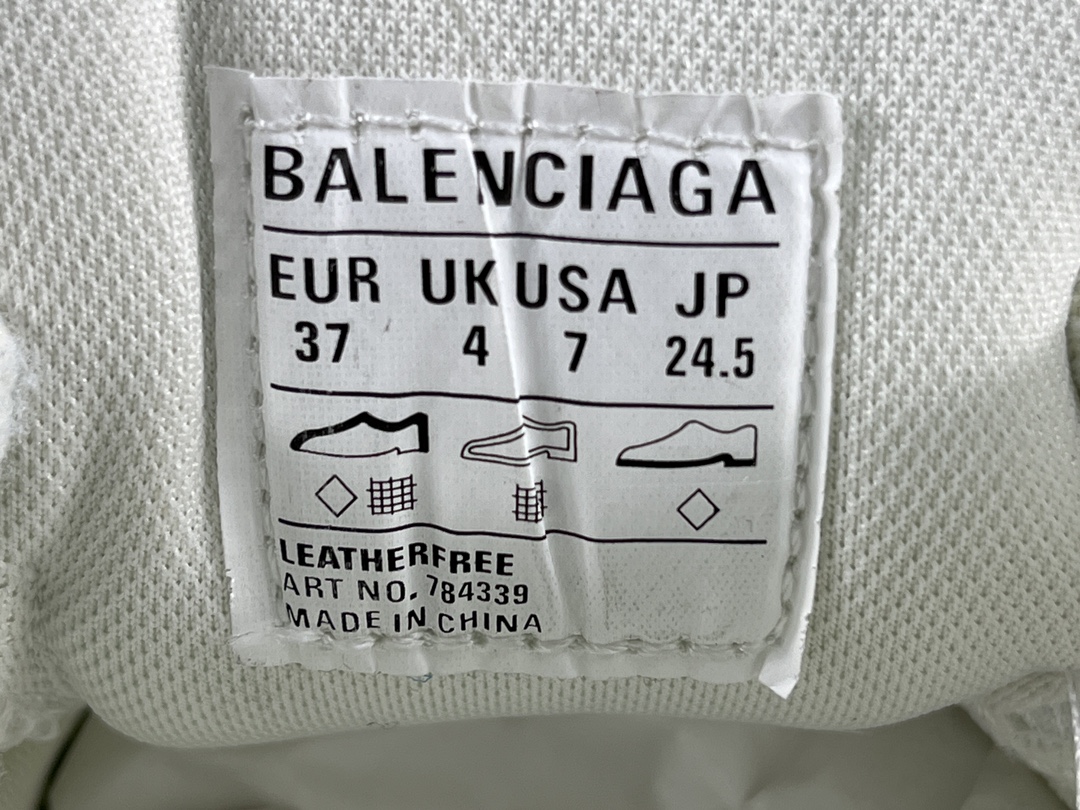 BALENCIAGA
EUR UK USA JP
37 4 7 24.5
LEATHERFREE
ART NO. 784339
MADE IN CHINA